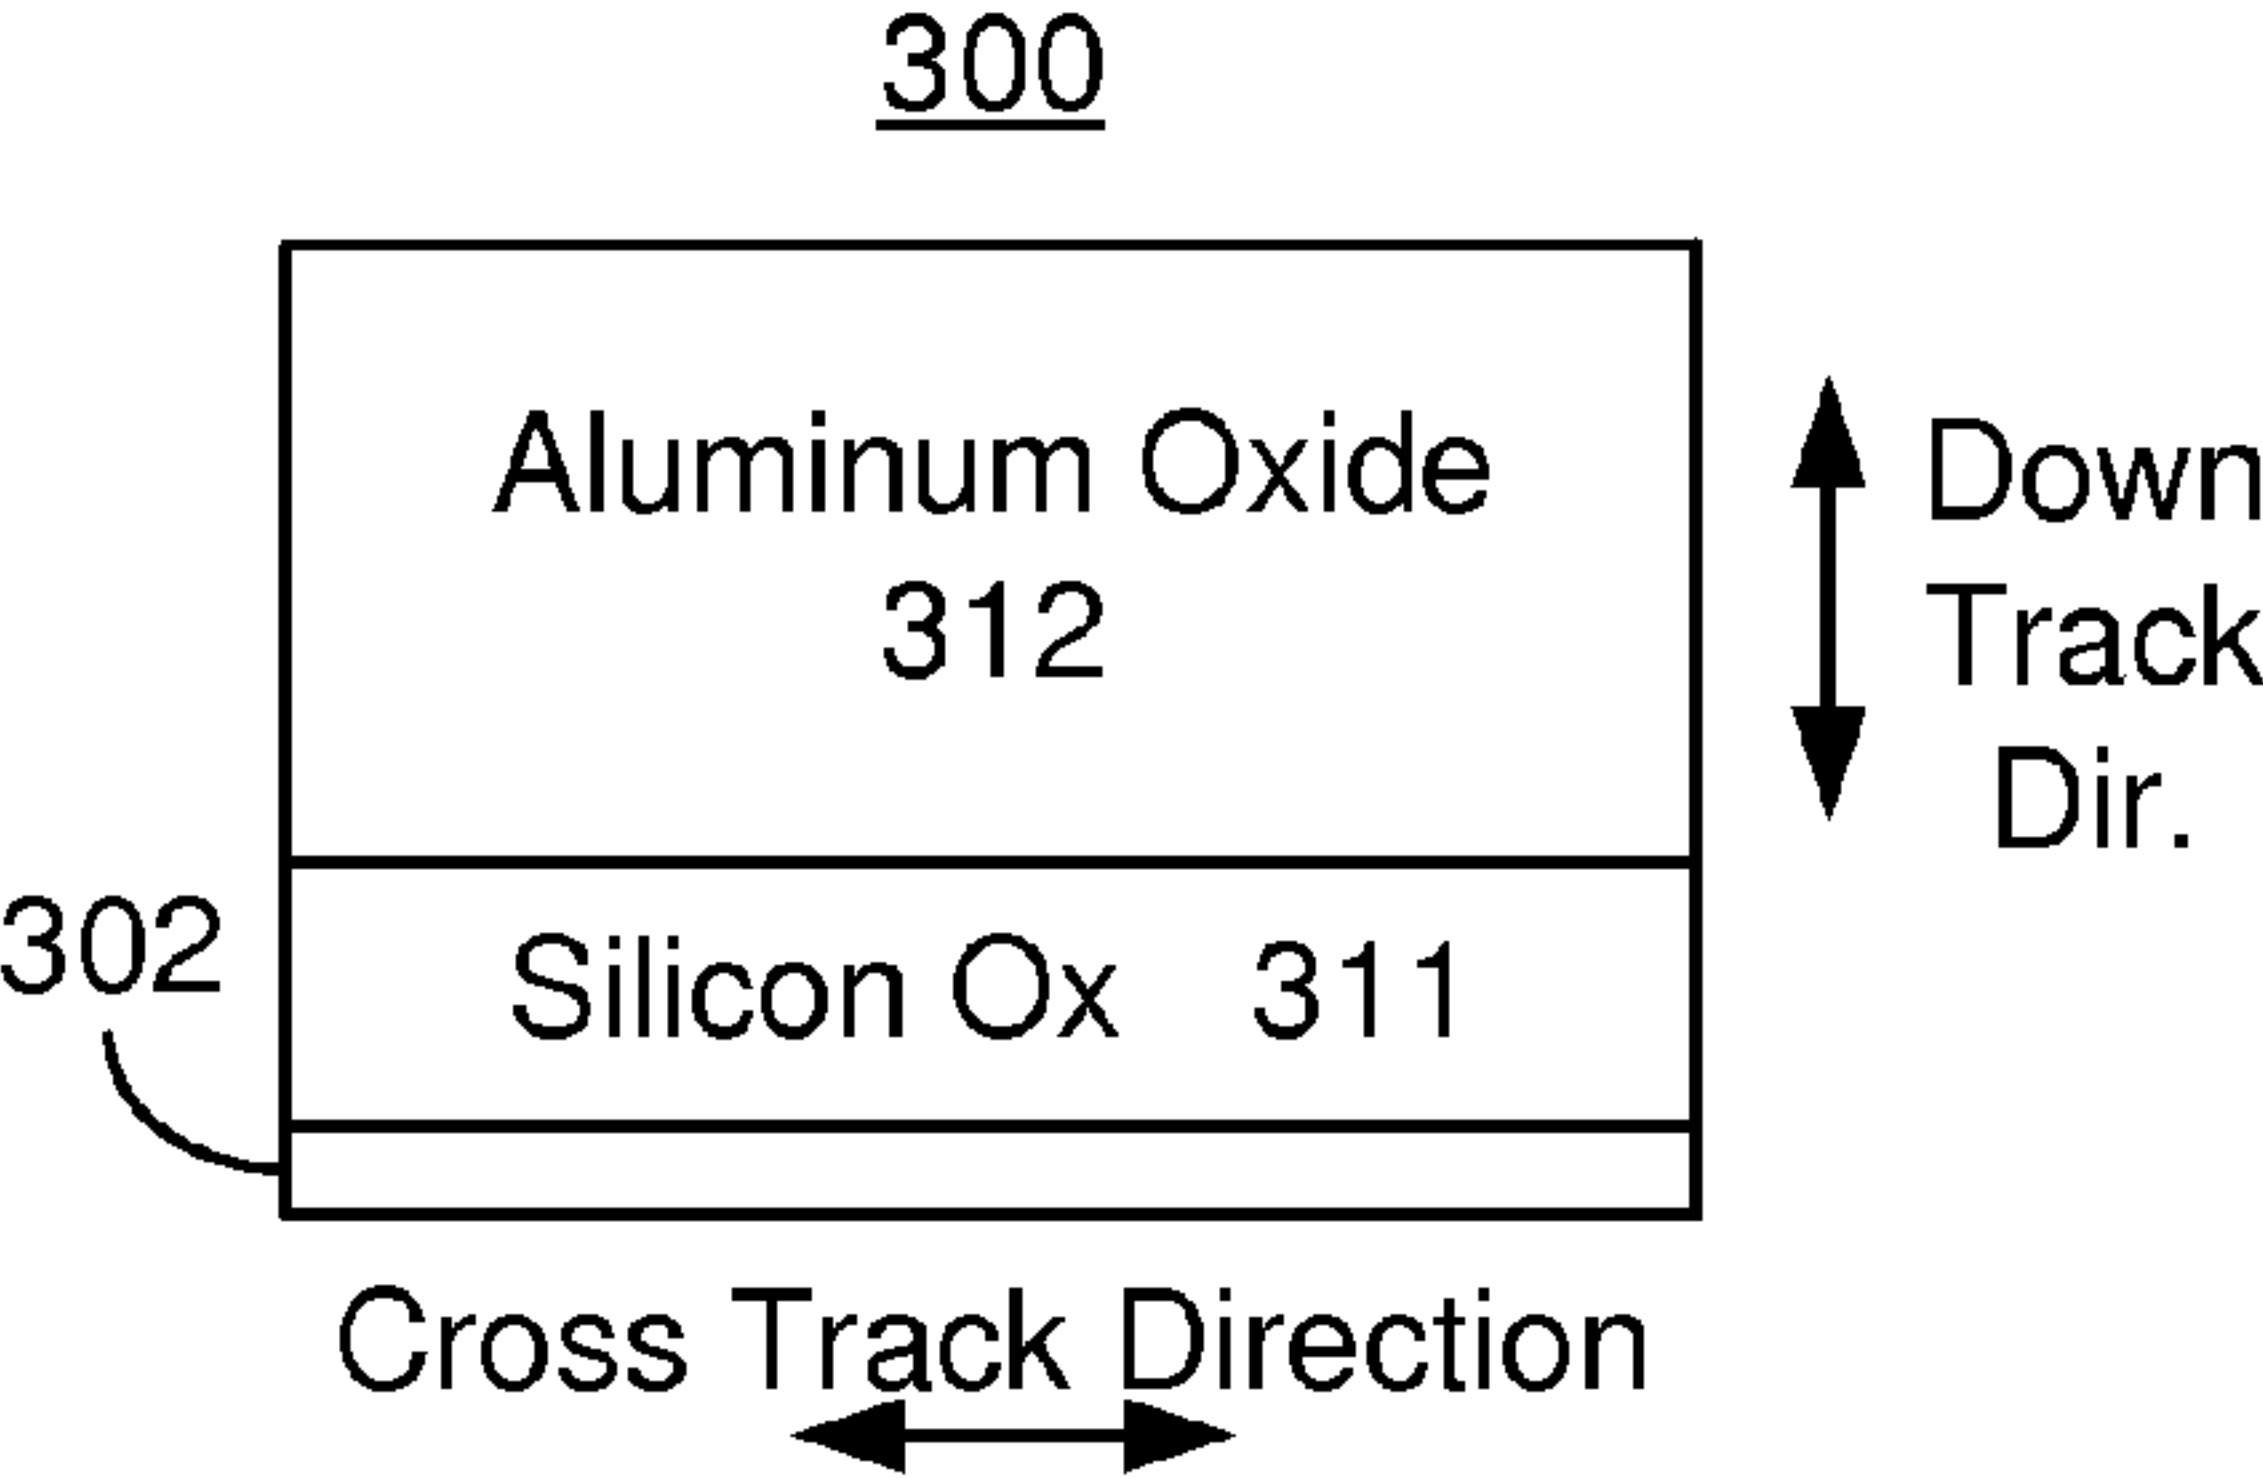 300
Aluminum Oxide
312
Down
Track
Dir.
302
Silicon Ox 311
Cross Track Direction